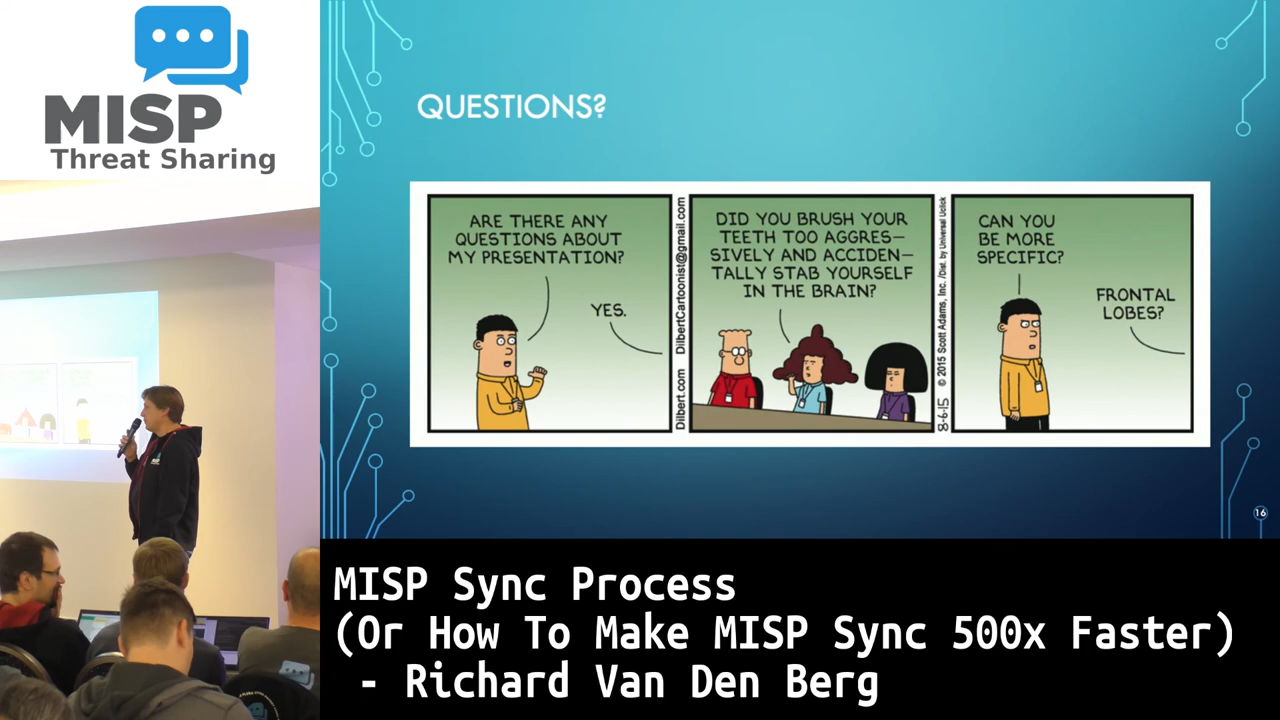 MISP
Threat Sharing
QUESTIONS?
ARE THERE ANY
QUESTIONS ABOUT
MY PRESENTATION?
YES.
Dilbert.com DilbertCartoonist@gmail.com
DID YOU BRUSH YOUR
TEETH TOO AGGRES–
SIVELY AND ACCIDEN–
TALLY STAB YOURSELF
IN THE BRAIN?
8-6-15 © 2015 Scott Adams, Inc. /Dist. by Universal Uclick
CAN YOU
BE MORE
SPECIFIC?
FRONTAL
LOBES?
16
MISP Sync Process
(Or How To Make MISP Sync 500x Faster)
- Richard Van Den Berg